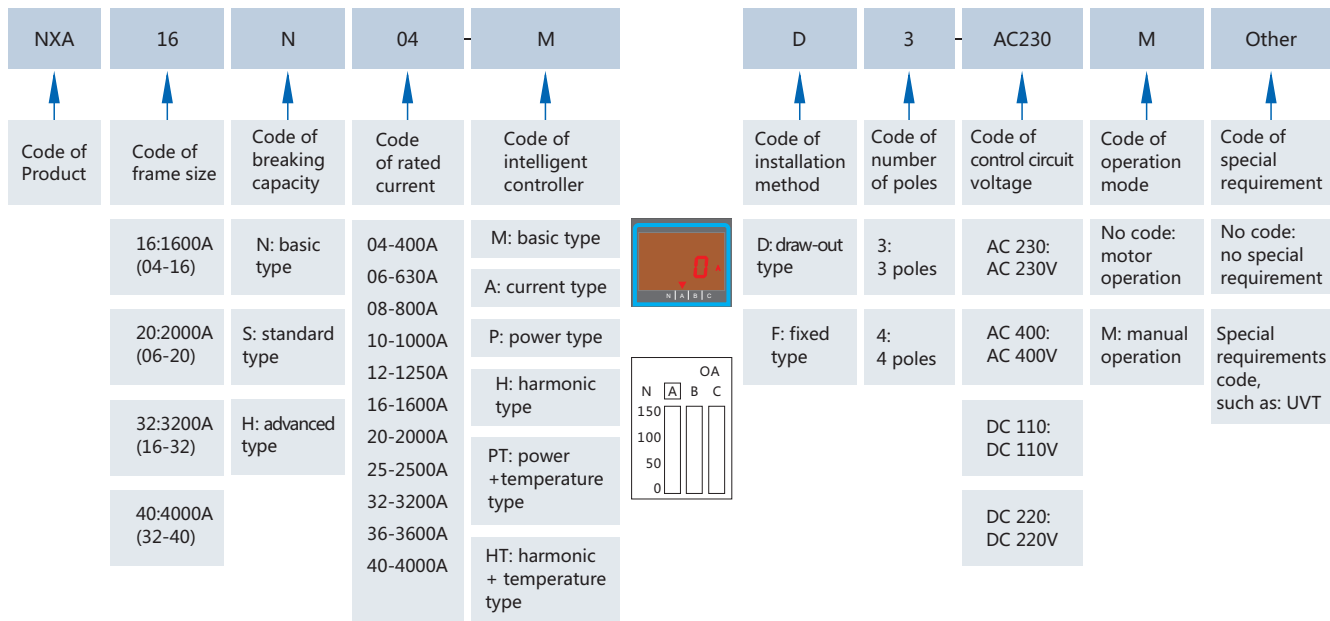 NXA 16 N 04 - M D 3 - AC230 M Other
Code of
Product
Code of
frame size
Code of
breaking
capacity
Code
of rated
current
Code of
intelligent
controller
Code of
installation
method
Code of
number
of poles
Code of
control circuit
voltage
Code of
operation
mode
Code of
special
requirement
16:1600A
(04-16)
20:2000A
(06-20)
32:3200A
(16-32)
40:4000A
(32-40)
N: basic
type
S: standard
type
H: advanced
type
04-400A
06-630A
08-800A
10-1000A
12-1250A
16-1600A
20-2000A
25-2500A
32-3200A
36-3600A
40-4000A
M: basic type
A: current type
P: power type
H: harmonic
type
PT: power
+temperature
type
HT: harmonic
+ temperature
type
0 A
N A B C
OA
N A B C
150
100
50
0
D: draw-out
type
F: fixed
type
3:
3 poles
4:
4 poles
AC 230:
AC 230V
AC 400:
AC 400V
DC 110:
DC 110V
DC 220:
DC 220V
No code:
motor
operation
M: manual
operation
No code:
no special
requirement
Special
requirements
code,
such as: UVT